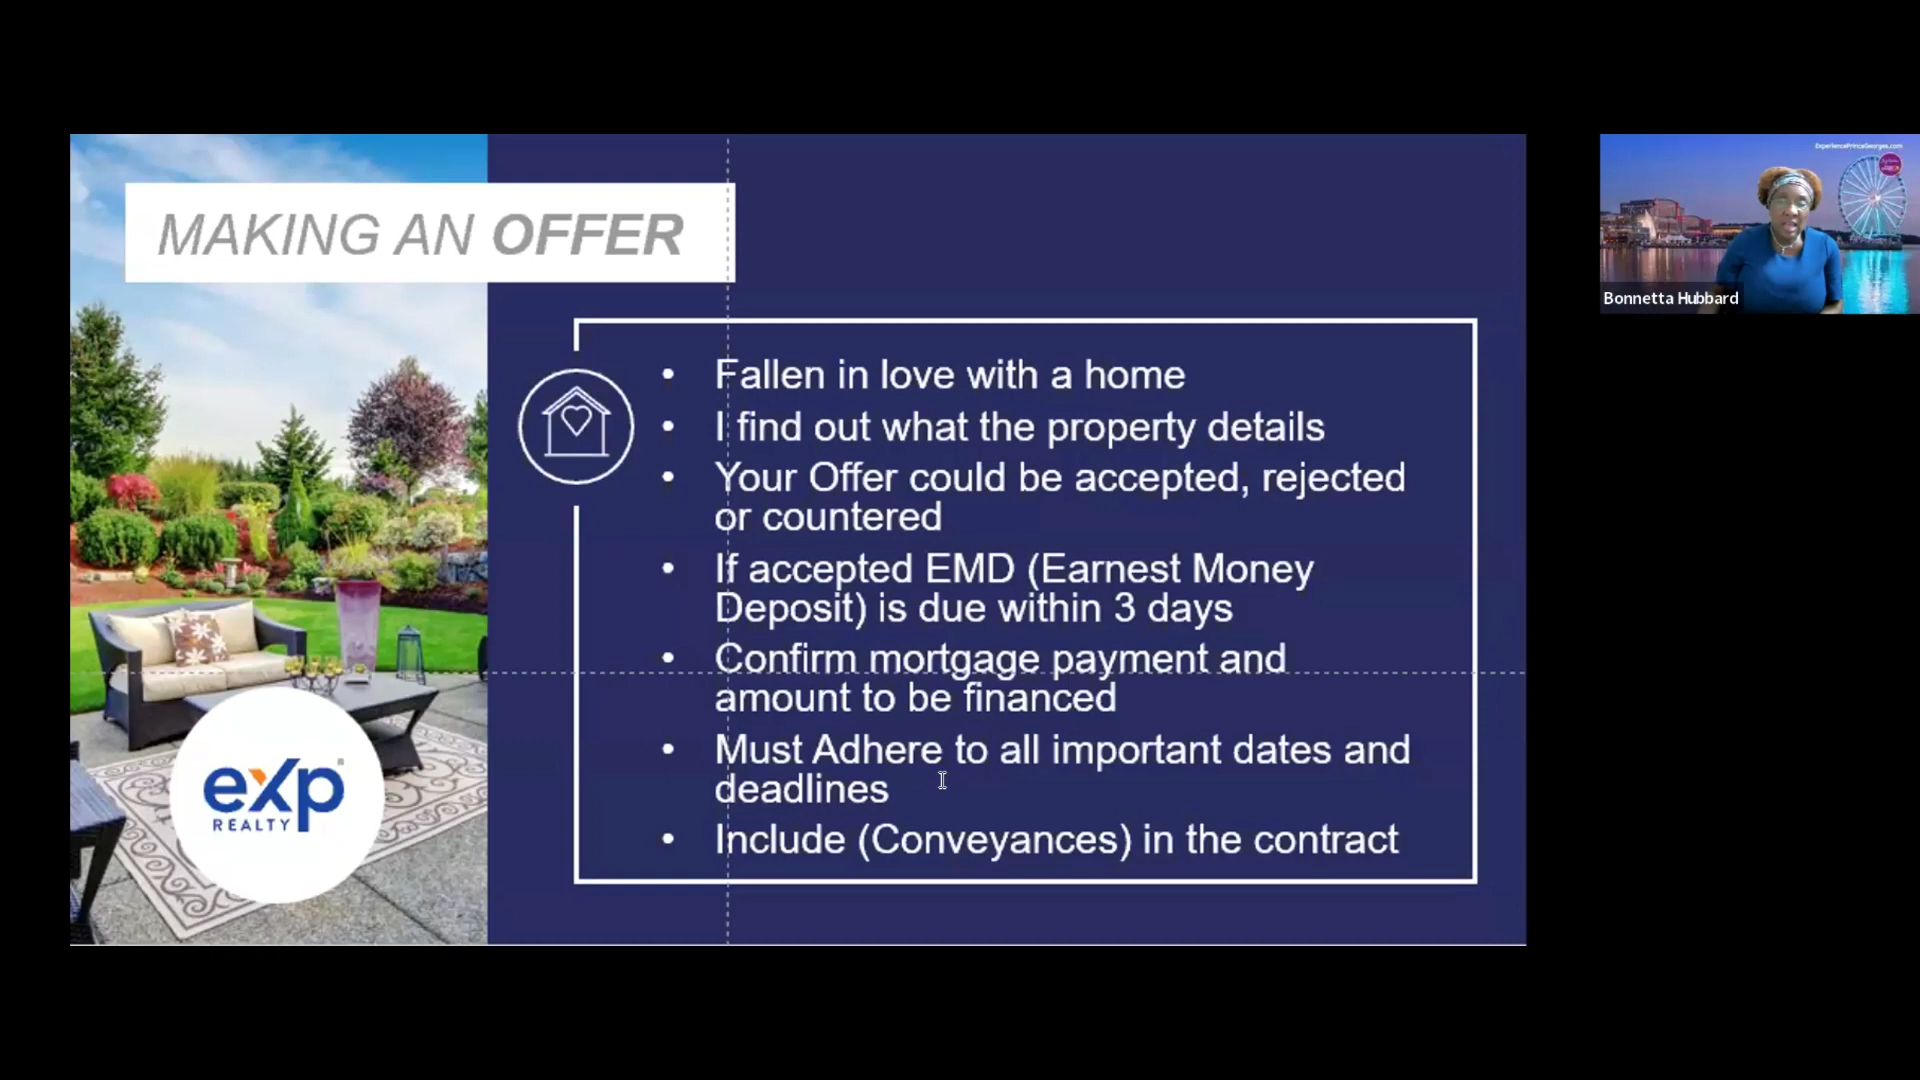 ExperiencePrinceGeorges.com
MAKING AN OFFER
Bonnetta Hubbard
• Fallen in love with a home
• I find out what the property details
• Your Offer could be accepted, rejected
or countered
• If accepted EMD (Earnest Money
Deposit) is due within 3 days
• Confirm mortgage payment and
amount to be financed
• Must Adhere to all important dates and
deadlines
• Include (Conveyances) in the contract
exp
REALTY